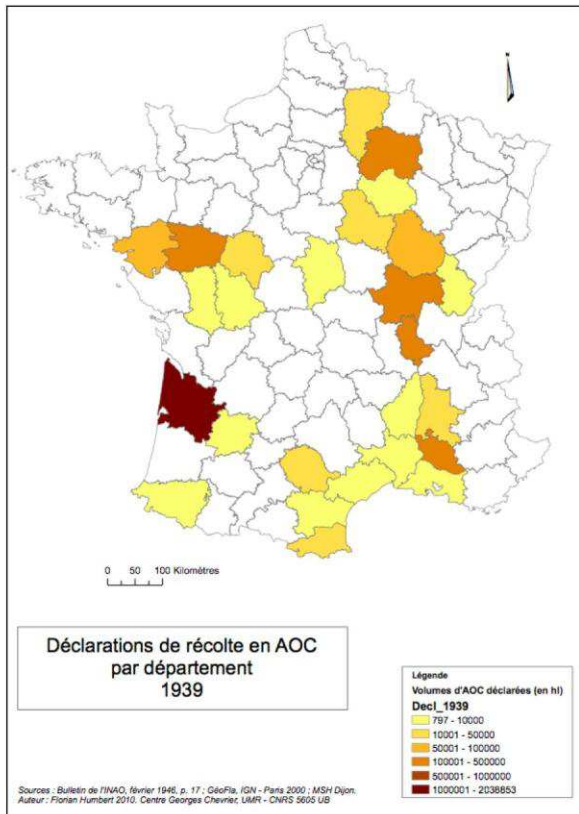 N
0 50 100 Kilomètres
Déclarations de récolte en AOC
par département
1939
Légende
Volumes d'AOC déclarées (en hl)
Decl_1939
797 - 10000
10001 - 50000
50001 - 100000
100001 - 500000
500001 - 1000000
1000001 - 2038853
Sources : Bulletin de l'INAO, février 1946, p. 17 ; GéoFla, IGN - Paris 2000 ; MSH Dijon.
Auteur : Florian Humbert 2010. Centre Georges Chevrier, UMR - CNRS 5605 UB